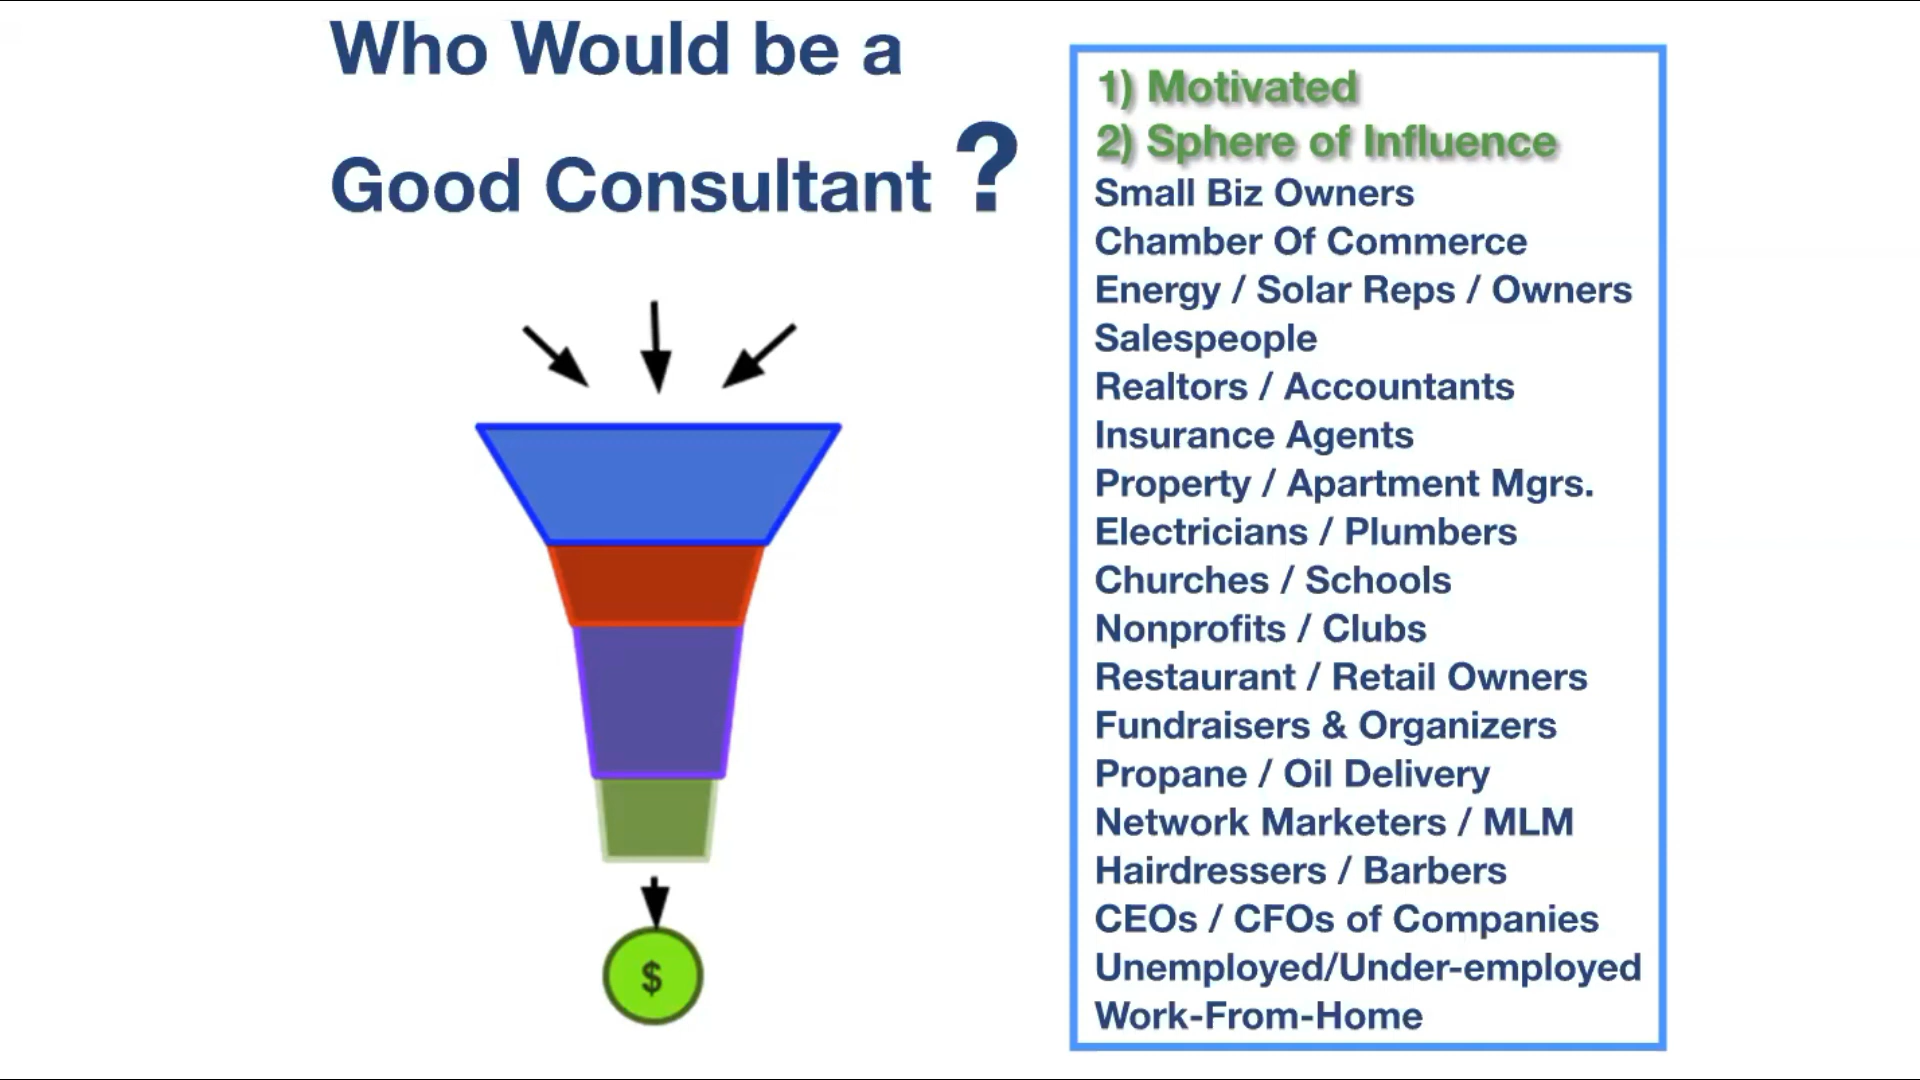 Who Would be a
Good Consultant ?
$
1) Motivated
2) Sphere of Influence
Small Biz Owners
Chamber Of Commerce
Energy / Solar Reps / Owners
Salespeople
Realtors / Accountants
Insurance Agents
Property / Apartment Mgrs.
Electricians / Plumbers
Churches / Schools
Nonprofits / Clubs
Restaurant / Retail Owners
Fundraisers & Organizers
Propane / Oil Delivery
Network Marketers / MLM
Hairdressers / Barbers
CEOs / CFOs of Companies
Unemployed/Under-employed
Work-From-Home